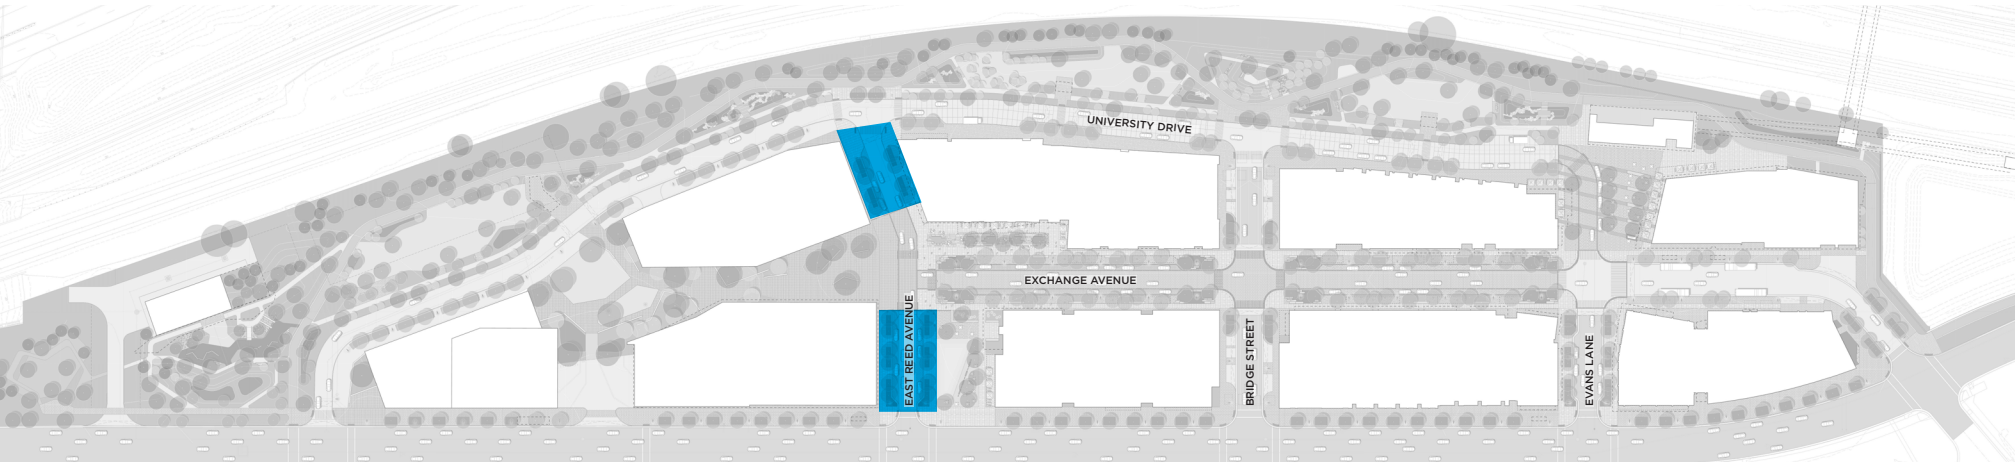 UNIVERSITY DRIVE
EXCHANGE AVENUE
EAST REED AVENUE
BRIDGE STREET
EVANS LANE